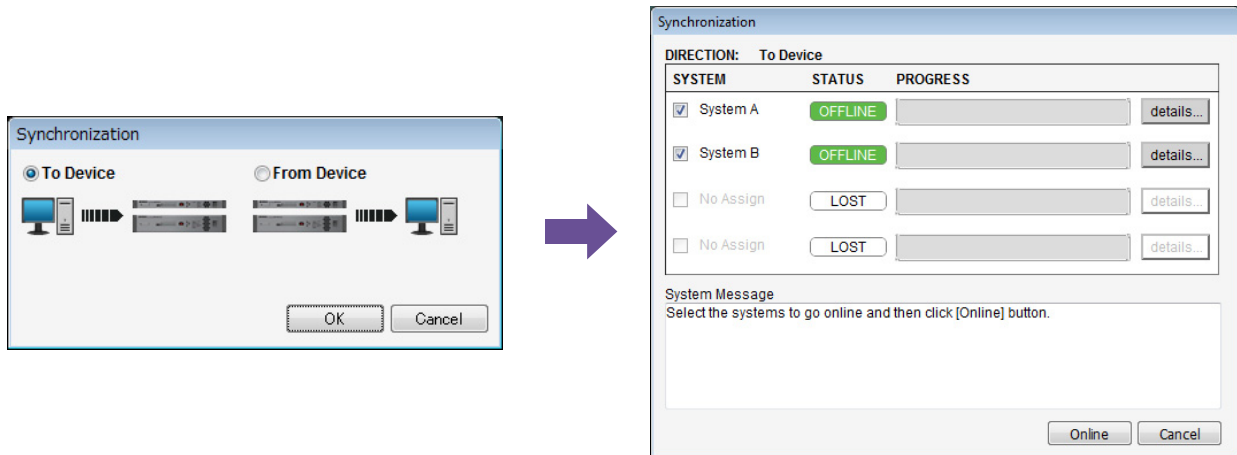 Synchronization
To Device From Device
OK Cancel
Synchronization
DIRECTION: To Device
SYSTEM STATUS PROGRESS
System A OFFLINE details...
System B OFFLINE details...
No Assign LOST details...
No Assign LOST details...
System Message
Select the systems to go online and then click [Online] button.
Online Cancel